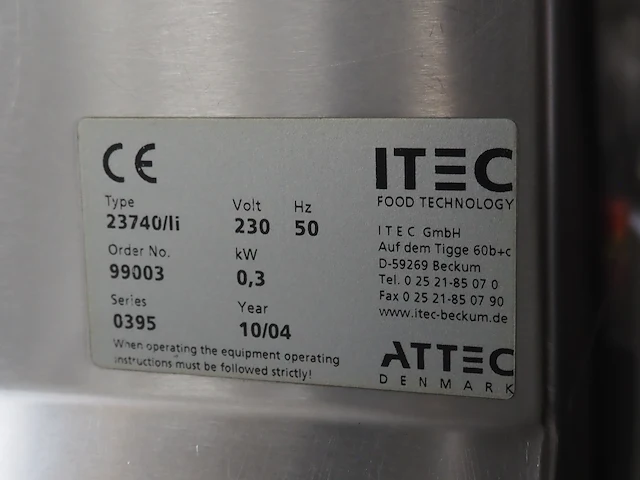 CE
Type
23740/li
Volt
230
Hz
50
Order No.
99003
kW
0,3
Series
0395
Year
10/04
When operating the equipment operating
instructions must be followed strictly!
ITEC
FOOD TECHNOLOGY
ITEC GmbH
Auf dem Tigge 60b+c
D-59269 Beckum
Tel. 0 25 21-85 07 0
Fax 0 25 21-85 07 90
www.itec-beckum.de
ATTEC
DENMARK